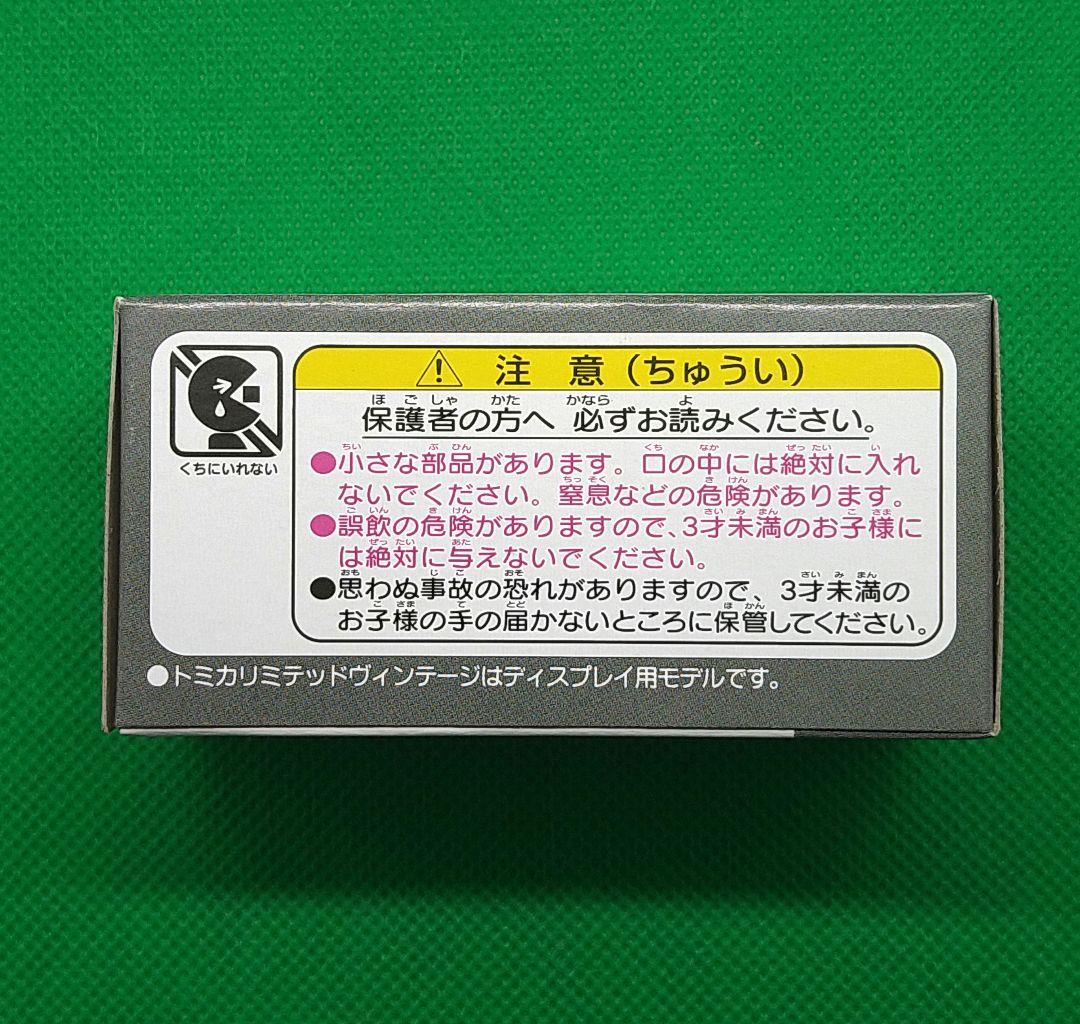 くちにいれない
注 意（ちゅうい）
保護者の方へ 必ずお読みください。
●小さな部品があります。口の中には絶対に入れ
ないでください。窒息などの危険があります。
●誤飲の危険がありますので、3才未満のお子様に
は絶対に与えないでください。
●思わぬ事故の恐れがありますので、3才未満の
お子様の手の届かないところに保管してください。
●トミカリミテッドヴィンテージはディスプレイ用モデルです。